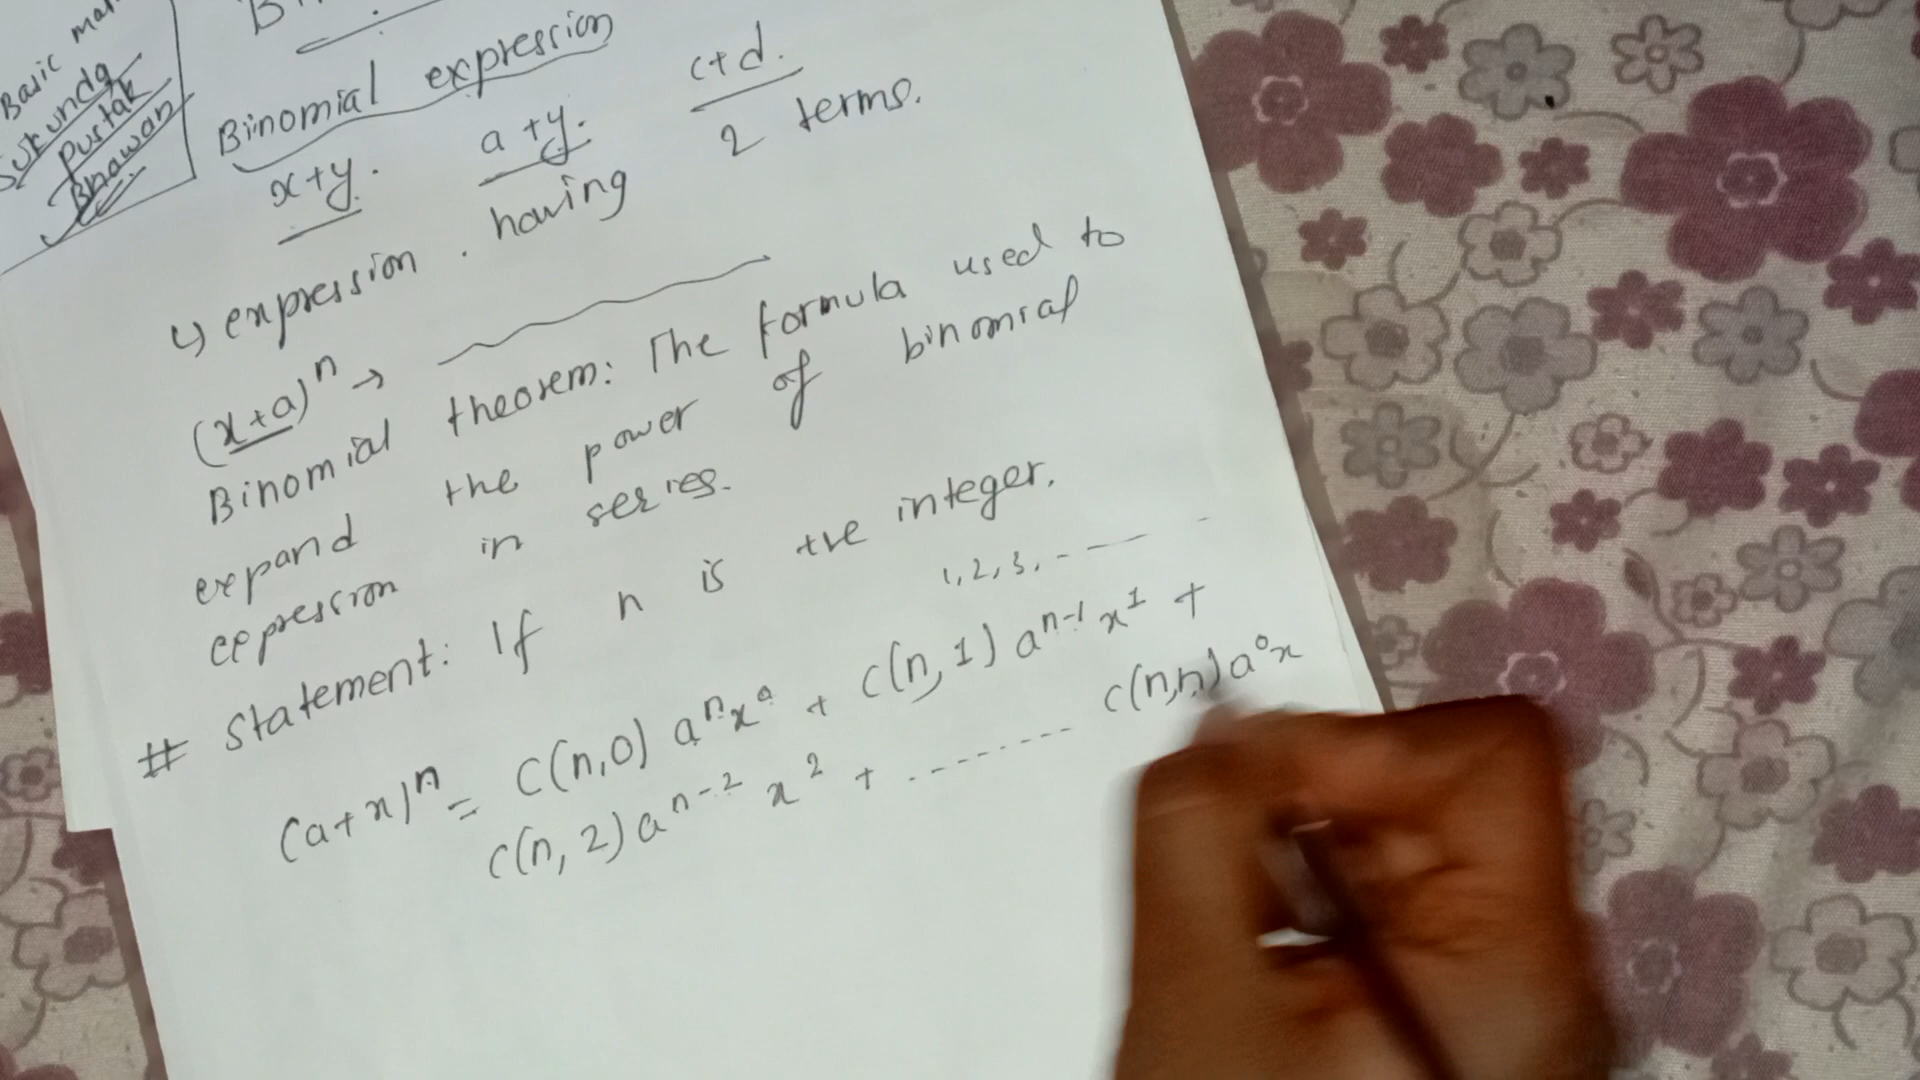 Basic
Sukunda
Pustak
Bhawan
Binomial expression
x+y. a+y. c+d.
↳ expression. having 2 terms.
(x+a)ⁿ →
Binomial theorem: The formula used to
expand the power of binomial
expression in series.
# Statement: If n is +ve integer.
1, 2, 3, - — —
(a+x)ⁿ = C(n,0) aⁿx⁰ + C(n,1) aⁿ⁻¹x¹ +
C(n,2) aⁿ⁻² x² + --------- C(n,n) a⁰x